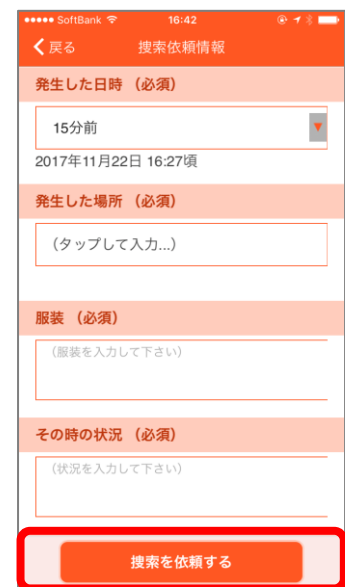 SoftBank 16:42
戻る 捜索依頼情報
発生した日時 （必須）
15分前
2017年11月22日 16:27頃
発生した場所 （必須）
（タップして入力...）
服装 （必須）
（服装を入力して下さい）
その時の状況 （必須）
（状況を入力して下さい）
捜索を依頼する